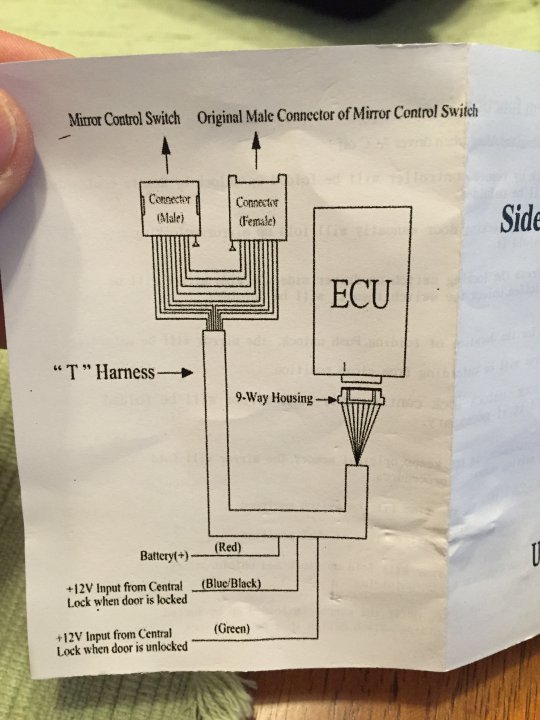 Mirror Control Switch
Original Male Connector of Mirror Control Switch
Connector
(Male)
Connector
(Female)
Side
ECU
“ T ” Harness
9-Way Housing
U
Battery(+)
(Red)
+12V Input from Central
Lock when door is locked
(Blue/Black)
+12V Input from Central
Lock when door is unlocked
(Green)